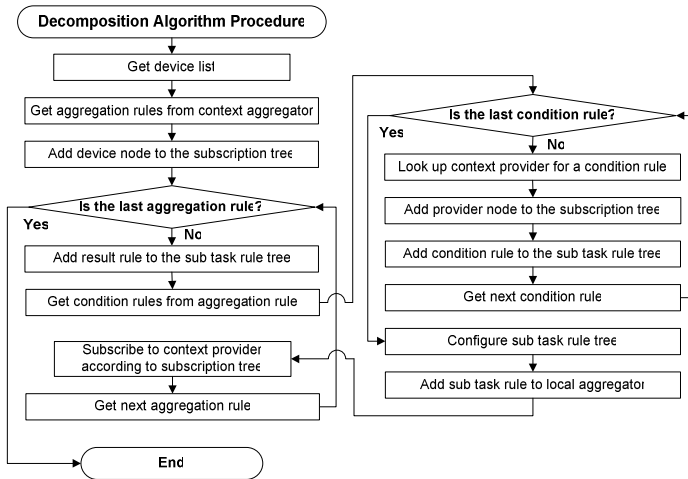 Decomposition Algorithm Procedure
Get device list
Get aggregation rules from context aggregator
Add device node to the subscription tree
Is the last aggregation rule?
Yes
No
Add result rule to the sub task rule tree
Get condition rules from aggregation rule
Subscribe to context provider
according to subscription tree
Get next aggregation rule
End
Is the last condition rule?
Yes
No
Look up context provider for a condition rule
Add provider node to the subscription tree
Add condition rule to the sub task rule tree
Get next condition rule
Configure sub task rule tree
Add sub task rule to local aggregator